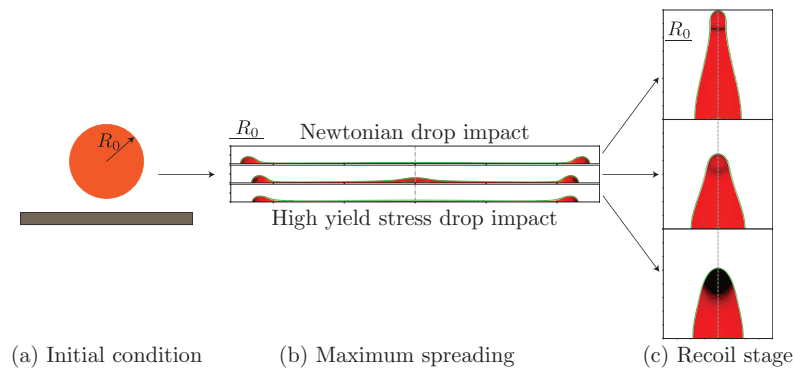 R₀
R₀
Newtonian drop impact
High yield stress drop impact
R₀
(a) Initial condition
(b) Maximum spreading
(c) Recoil stage